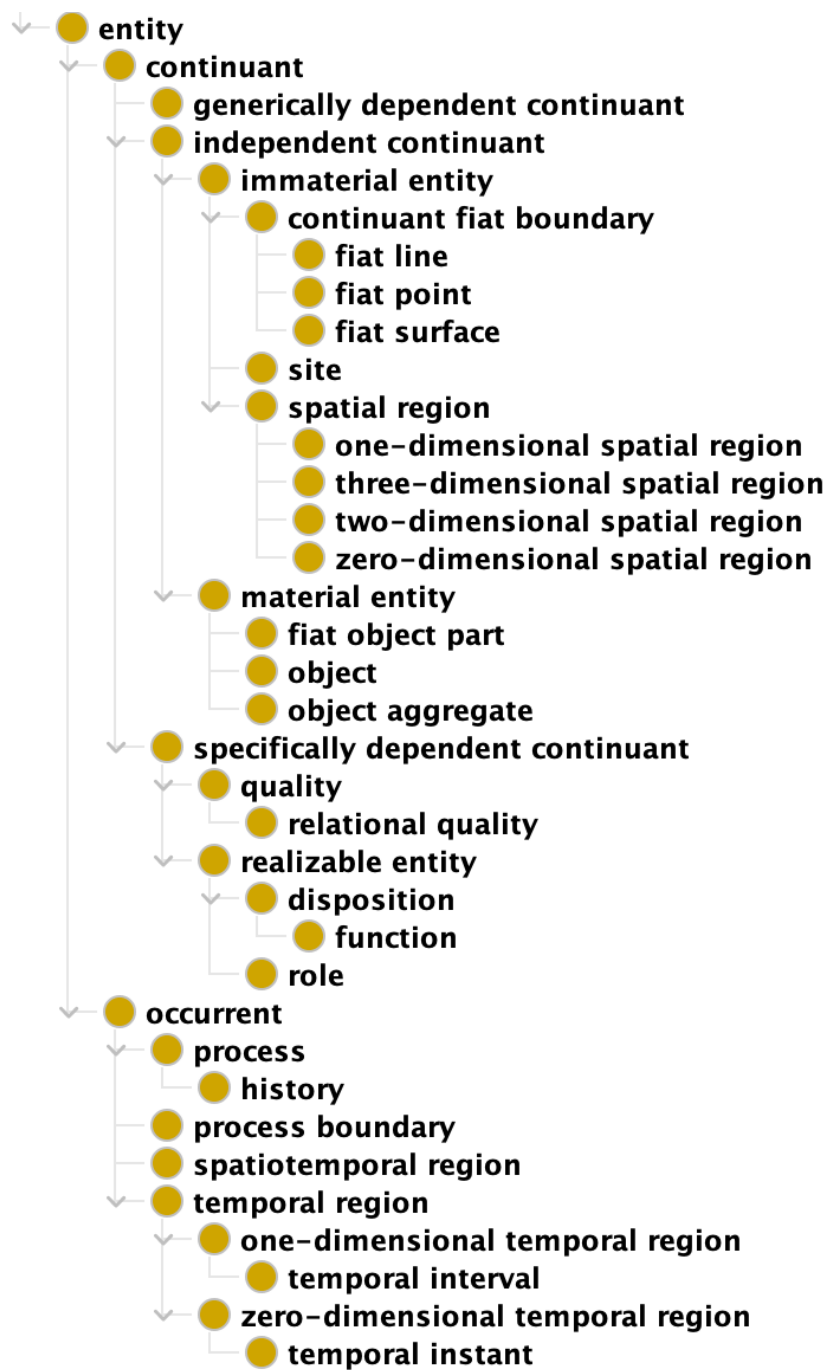 entity
continuant
generically dependent continuant
independent continuant
immaterial entity
continuant fiat boundary
fiat line
fiat point
fiat surface
site
spatial region
one-dimensional spatial region
three-dimensional spatial region
two-dimensional spatial region
zero-dimensional spatial region
material entity
fiat object part
object
object aggregate
specifically dependent continuant
quality
relational quality
realizable entity
disposition
function
role
occurrent
process
history
process boundary
spatiotemporal region
temporal region
one-dimensional temporal region
temporal interval
zero-dimensional temporal region
temporal instant